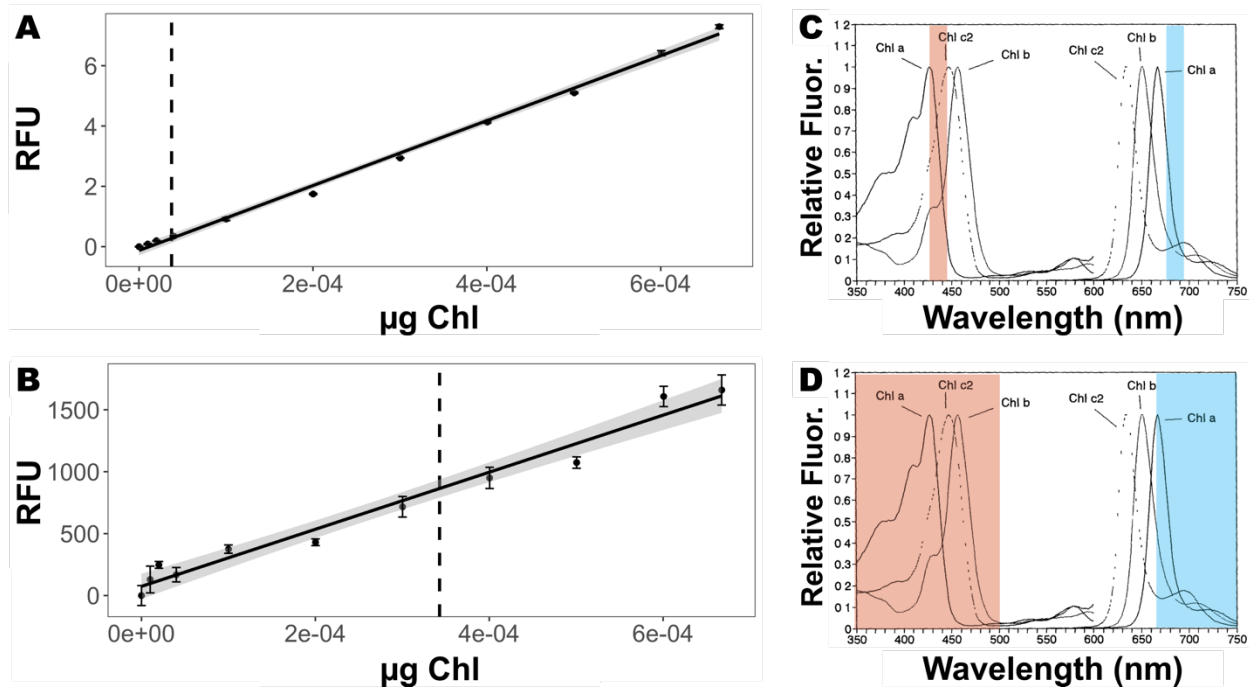 A
RFU
6
4
2
0
0e+00 2e-04 4e-04 6e-04
µg Chl
B
RFU
1500
1000
500
0
0e+00 2e-04 4e-04 6e-04
µg Chl
C
Relative Fluor.
1 2
1
0.9
0.8
0.7
0.6
0 5
0 4
0.3
0 2
0 1
0
Chl a
Chl c2
Chl b
Chl c2
Chl b
Chl a
350 400 450 500 550 600 650 700 750
Wavelength (nm)
D
Relative Fluor.
1 2
1
0.9
0.8
0.7
0.6
0 5
0 4
0.3
0 2
0 1
0
Chl a
Chl c2
Chl b
Chl c2
Chl b
Chl a
350 400 450 500 550 600 650 700 750
Wavelength (nm)